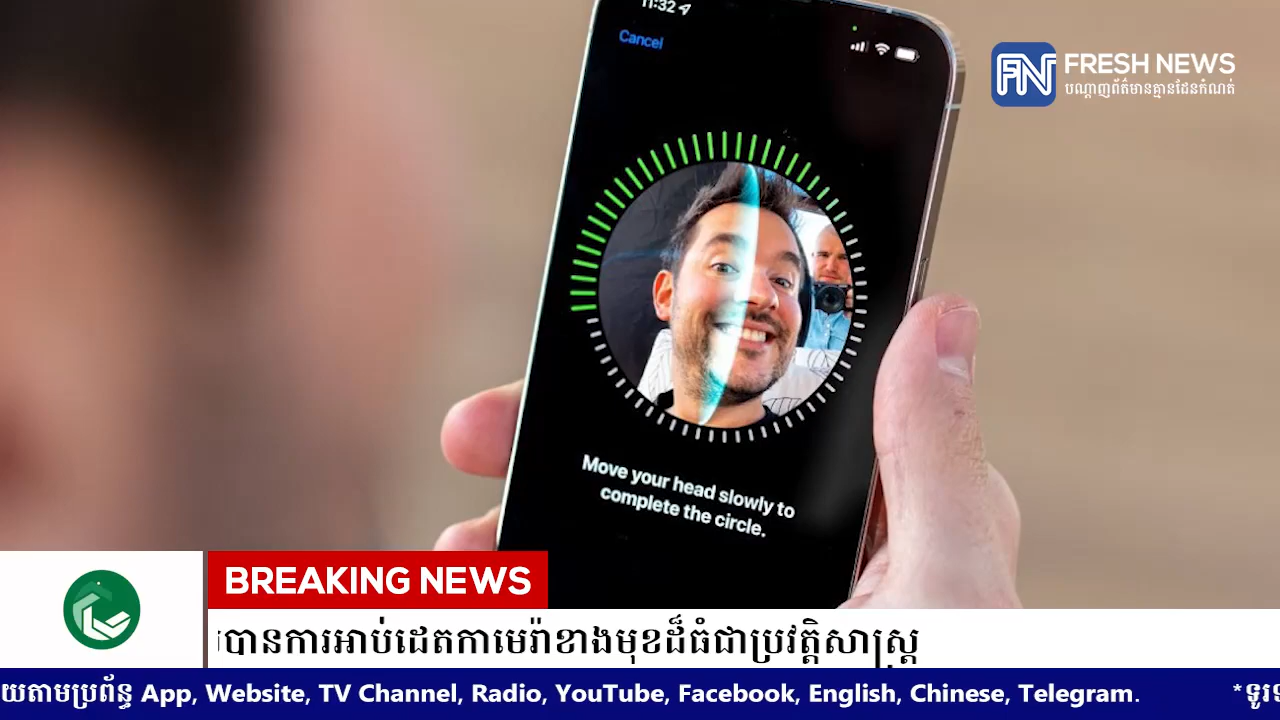 11:32
Cancel
FRESH NEWS
បណ្តាញព័ត៌មានគ្មានដែនកំណត់
Move your head slowly to
complete the circle.
BREAKING NEWS
បានការអាប់ដេតកាមេរ៉ាខាងមុខដ៏ធំជាប្រវត្តិសាស្ត្រ
យតាមប្រព័ន្ធ App, Website, TV Channel, Radio, YouTube, Facebook, English, Chinese, Telegram.